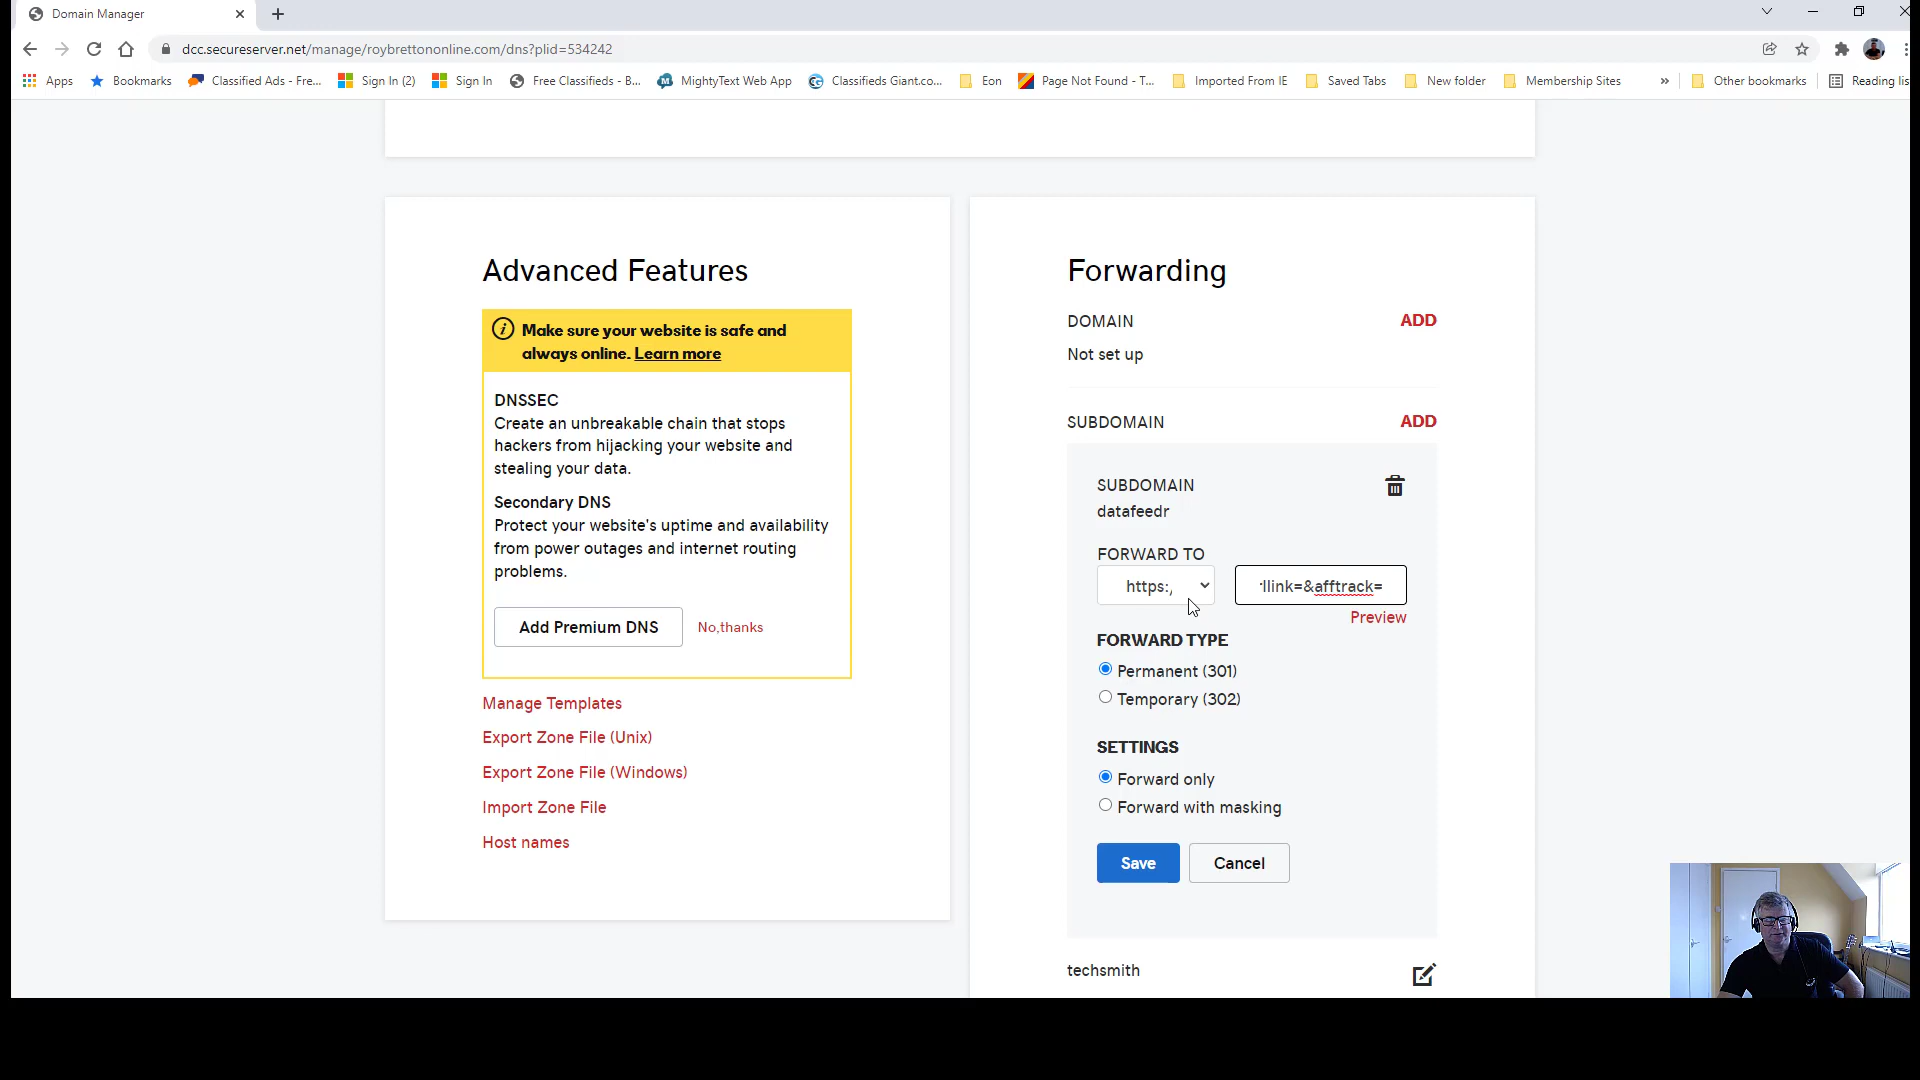 Domain Manager
dcc.secureserver.net/manage/roybrettononline.com/dns?plid=534242
Apps Bookmarks Classified Ads - Fre... Sign In (2) Sign In Free Classifieds - B... MightyText Web App Classifieds Giant.co... Eon Page Not Found - T... Imported From IE Saved Tabs New folder Membership Sites » Other bookmarks Reading lis
Advanced Features
Make sure your website is safe and
always online. Learn more
DNSSEC
Create an unbreakable chain that stops
hackers from hijacking your website and
stealing your data.
Secondary DNS
Protect your website's uptime and availability
from power outages and internet routing
problems.
Add Premium DNS No,thanks
Manage Templates
Export Zone File (Unix)
Export Zone File (Windows)
Import Zone File
Host names
Forwarding
DOMAIN ADD
Not set up
SUBDOMAIN ADD
SUBDOMAIN
datafeedr
FORWARD TO
https:/ llink=&afftrack=
Preview
FORWARD TYPE
Permanent (301)
Temporary (302)
SETTINGS
Forward only
Forward with masking
Save Cancel
techsmith